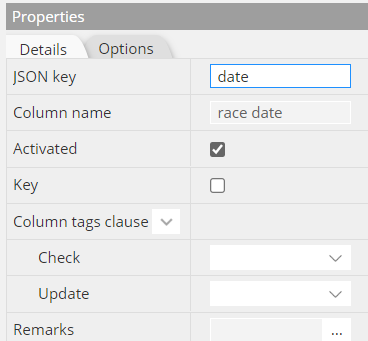 Properties
Details Options
JSON key date
Column name race date
Activated
Key
Column tags clause
Check
Update
Remarks ...